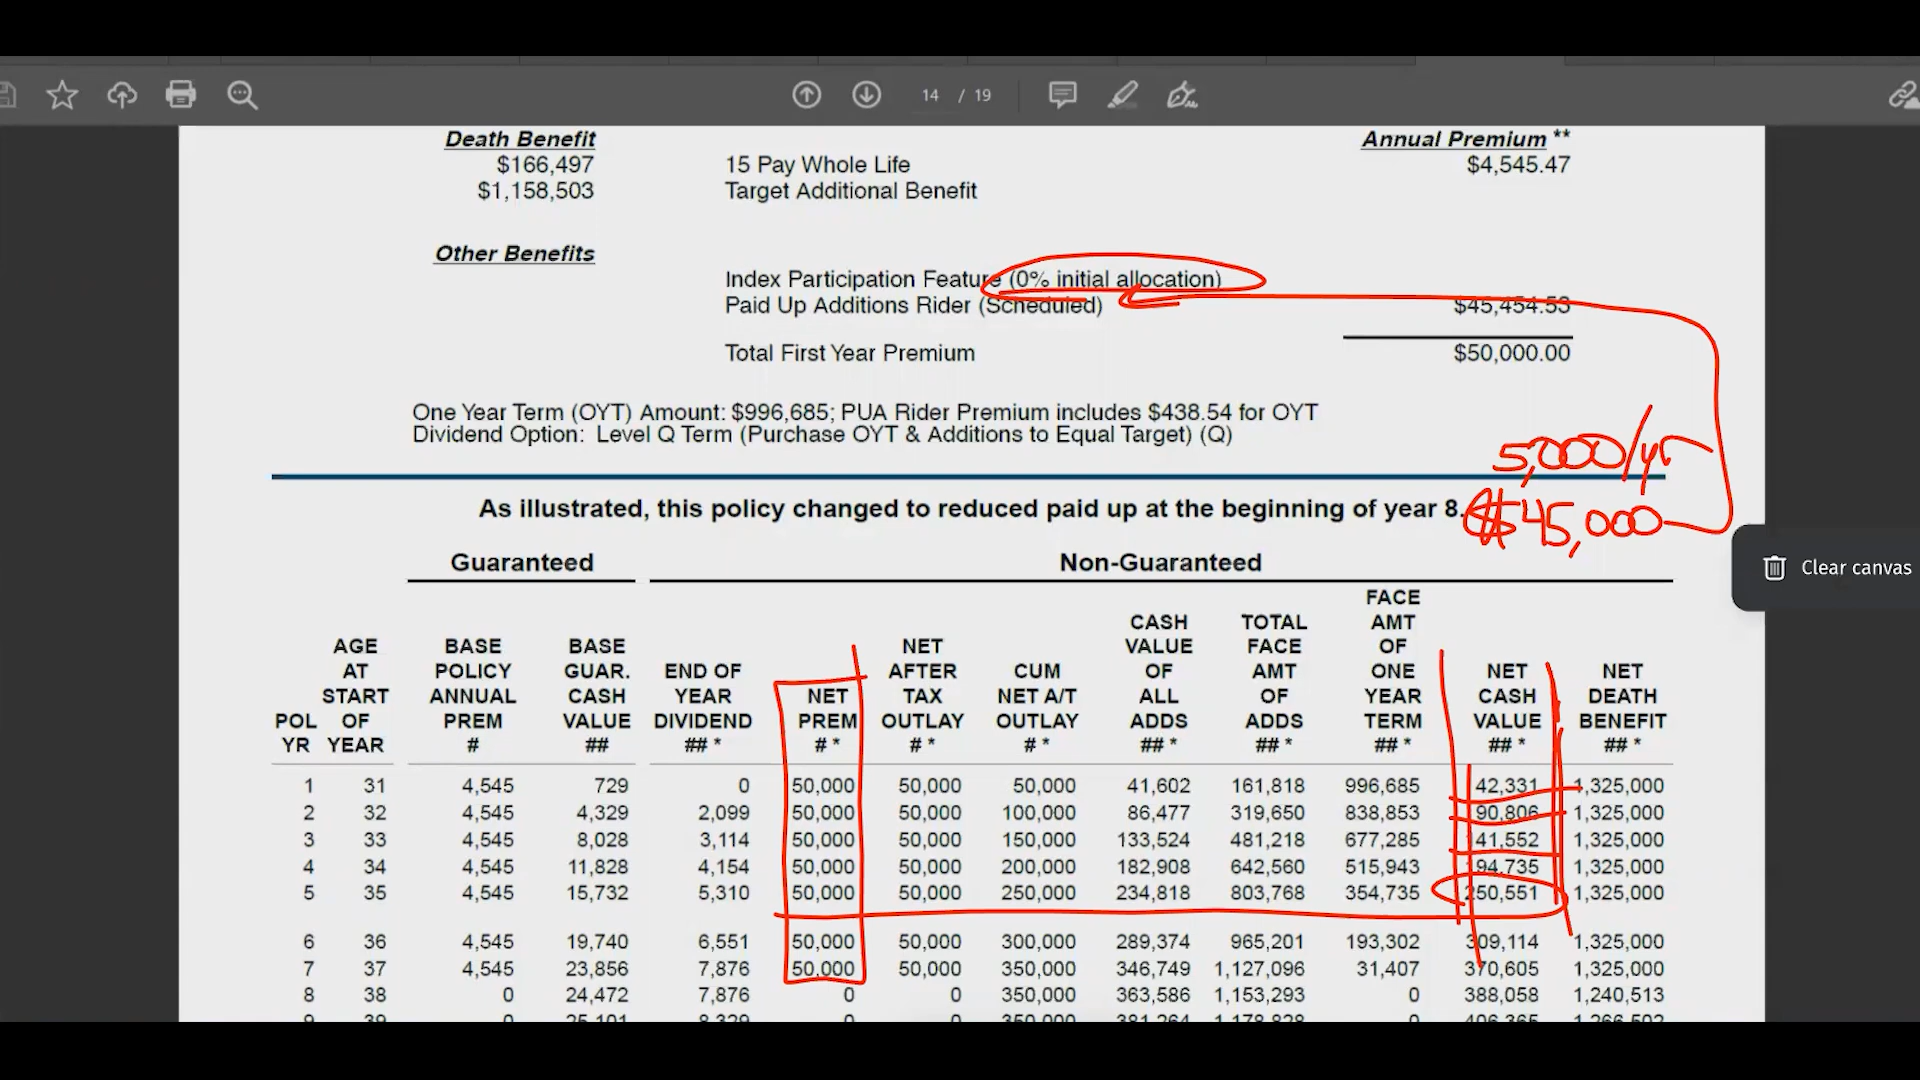 14 / 19
Death Benefit Annual Premium **
$166,497 15 Pay Whole Life $4,545.47
$1,158,503 Target Additional Benefit
Other Benefits
Index Participation Feature (0% initial allocation)
Paid Up Additions Rider (Scheduled) $45,454.53
Total First Year Premium $50,000.00
One Year Term (OYT) Amount: $996,685; PUA Rider Premium includes $438.54 for OYT
Dividend Option: Level Q Term (Purchase OYT & Additions to Equal Target) (Q)
5,000/yr
As illustrated, this policy changed to reduced paid up at the beginning of year 8.
$45,000
Clear canvas
Guaranteed Non-Guaranteed
FACE
CASH TOTAL AMT
AGE BASE BASE NET VALUE FACE OF NET NET
AT POLICY GUAR. END OF AFTER CUM OF AMT ONE CASH DEATH
START ANNUAL CASH YEAR NET TAX NET A/T ALL OF YEAR VALUE BENEFIT
POL OF PREM VALUE DIVIDEND PREM OUTLAY OUTLAY ADDS ADDS TERM
YR YEAR # ## ## * # * # * # * ## * ## * ## * ## * ## *
1 31 4,545 729 0 50,000 50,000 50,000 41,602 161,818 996,685 42,331 1,325,000
2 32 4,545 4,329 2,099 50,000 50,000 100,000 86,477 319,650 838,853 90,806 1,325,000
3 33 4,545 8,028 3,114 50,000 50,000 150,000 133,524 481,218 677,285 141,552 1,325,000
4 34 4,545 11,828 4,154 50,000 50,000 200,000 182,908 642,560 515,943 194,735 1,325,000
5 35 4,545 15,732 5,310 50,000 50,000 250,000 234,818 803,768 354,735 250,551 1,325,000
6 36 4,545 19,740 6,551 50,000 50,000 300,000 289,374 965,201 193,302 309,114 1,325,000
7 37 4,545 23,856 7,876 50,000 50,000 350,000 346,749 1,127,096 31,407 370,605 1,325,000
8 38 0 24,472 7,876 0 0 350,000 363,586 1,153,293 0 388,058 1,240,513